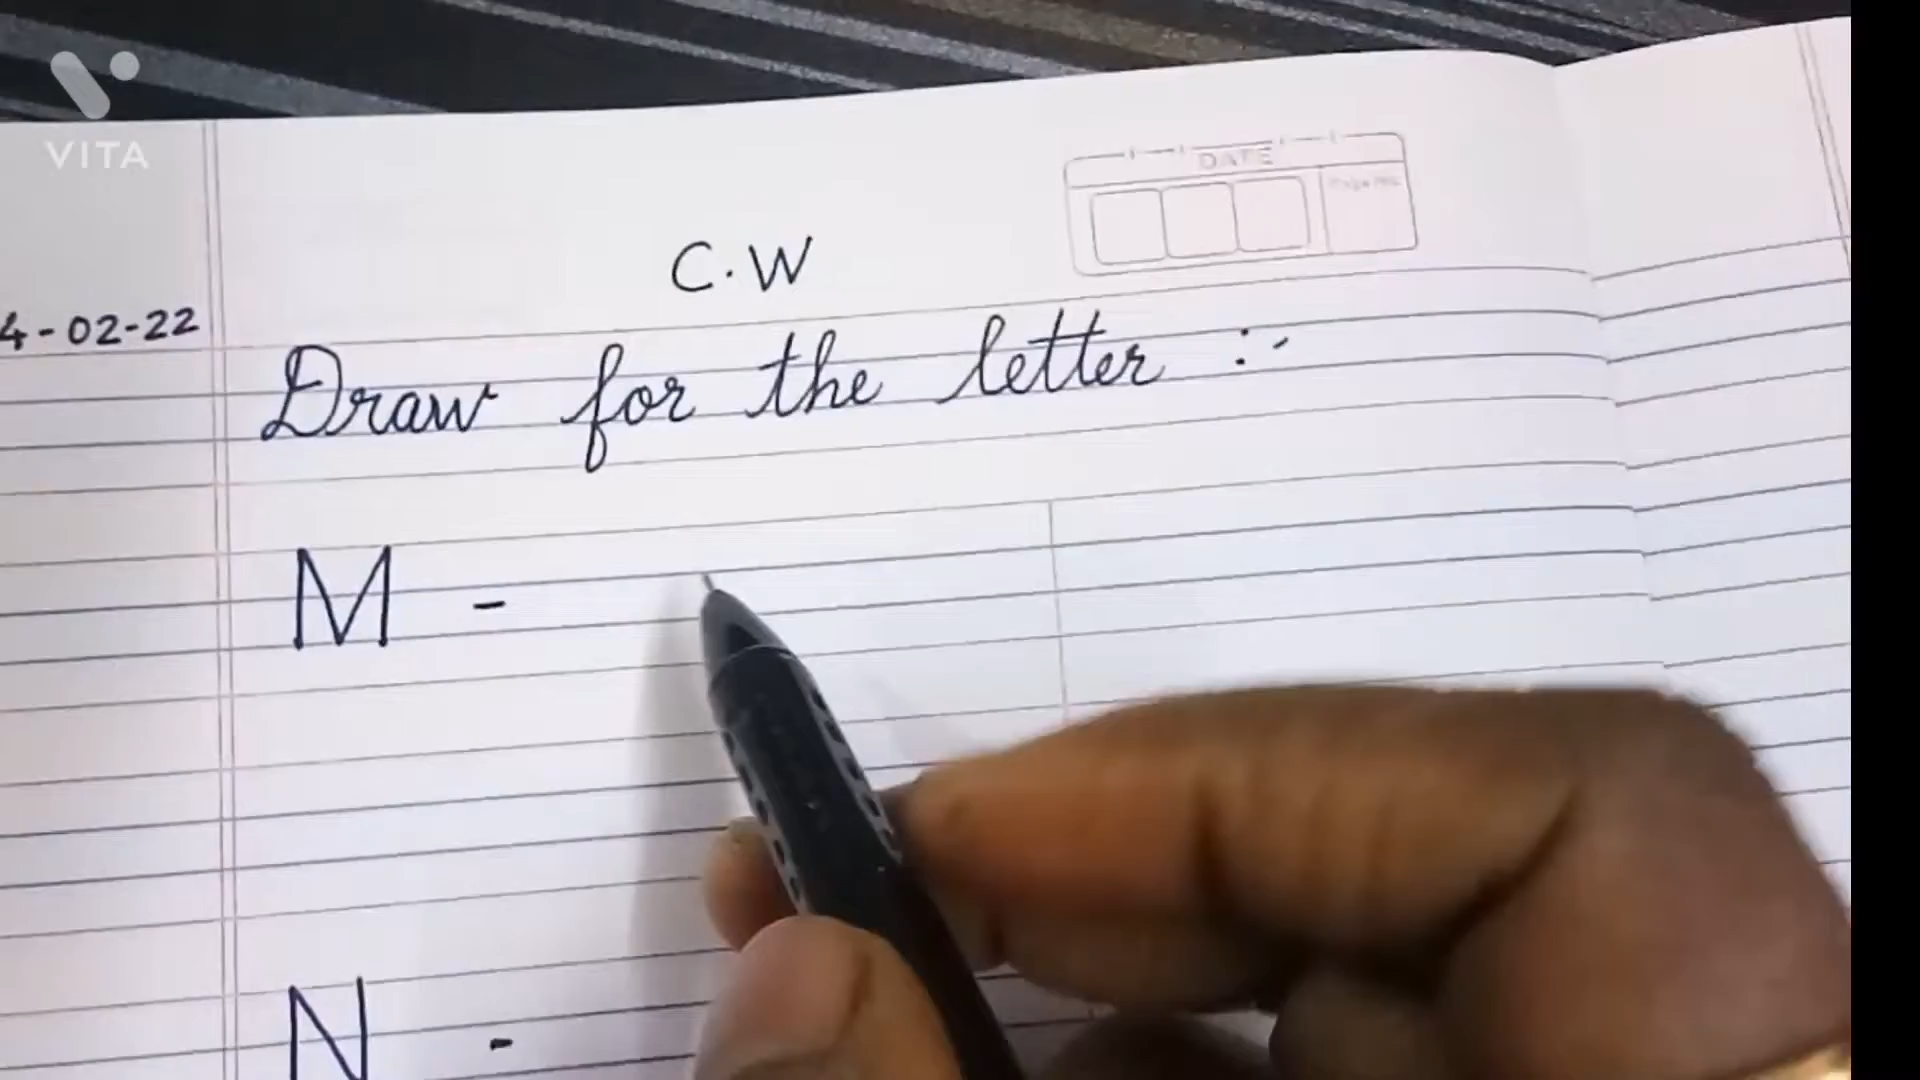 VITA
DATE
C.W
4-02-22
Draw for the letter :-
M -
N -